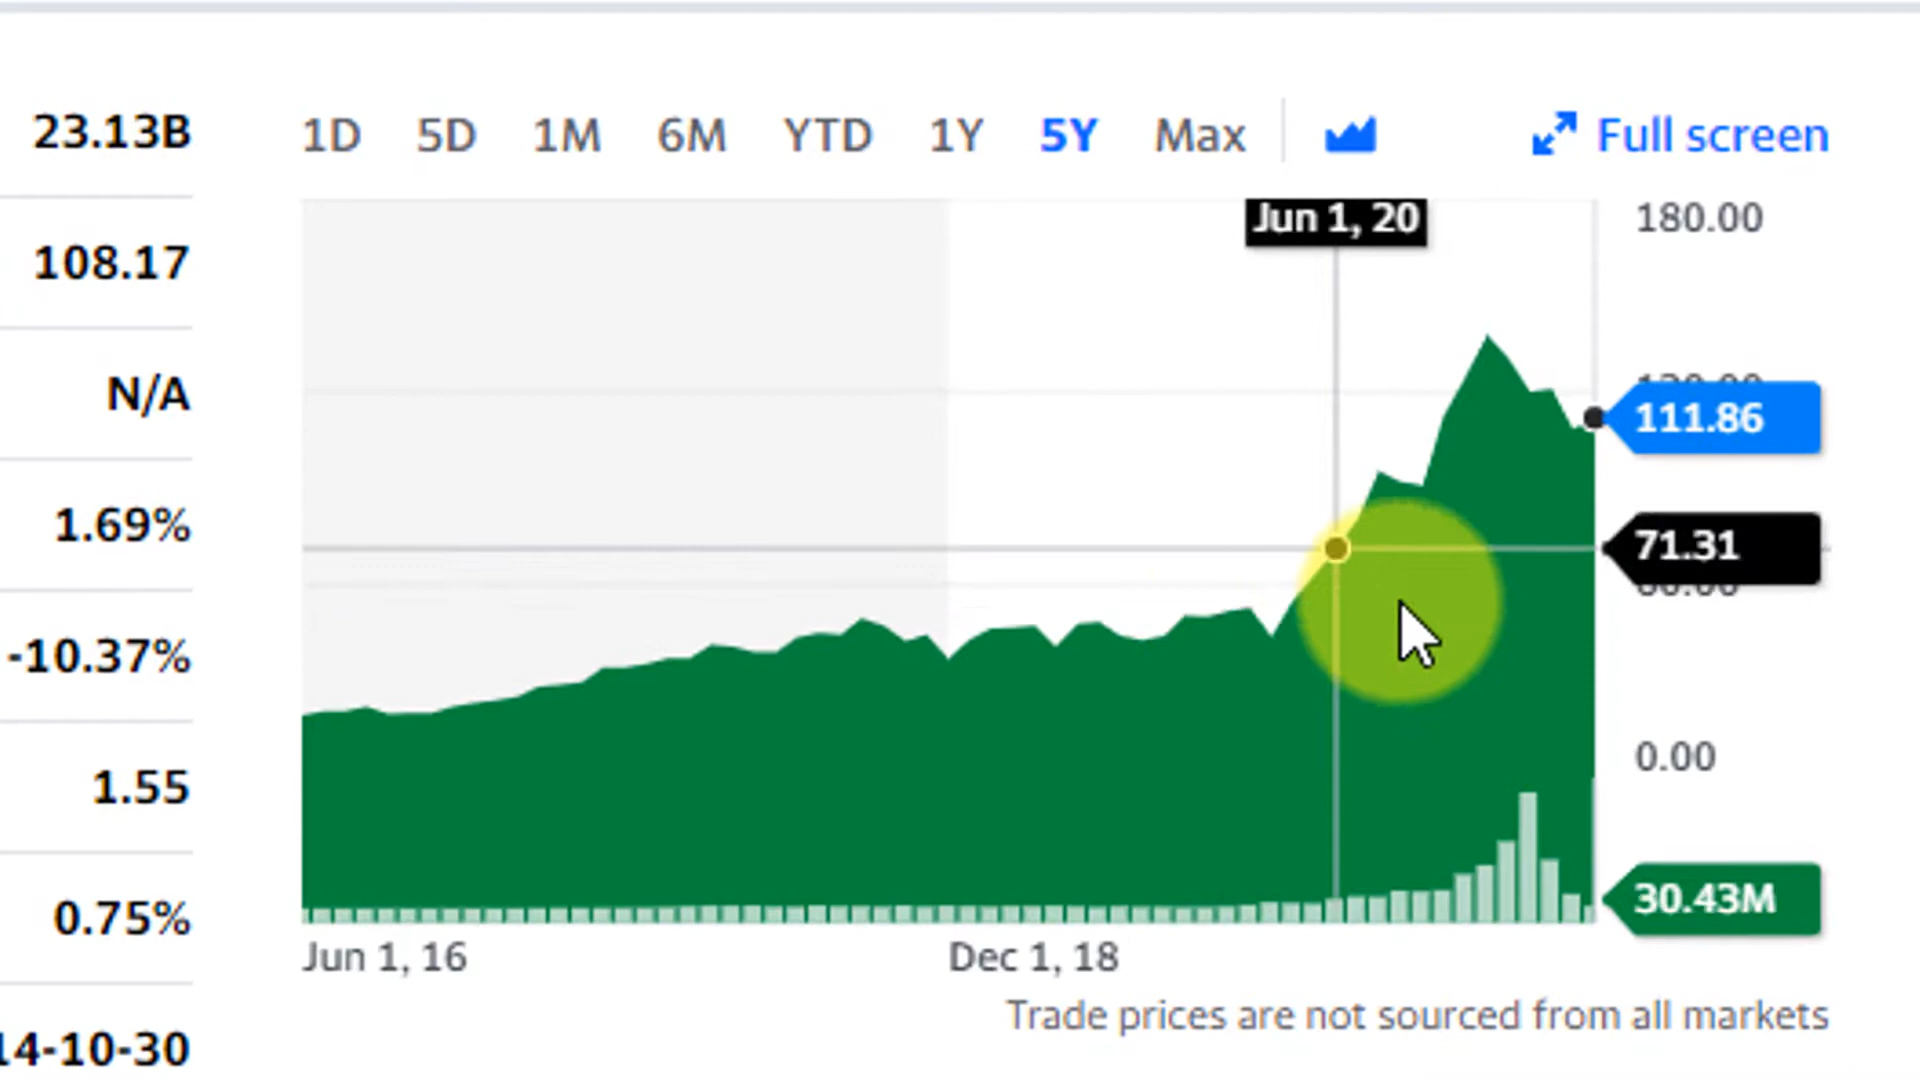 23.13B
1D 5D 1M 6M YTD 1Y 5Y Max Full screen
Jun 1, 20
180.00
108.17
N/A
111.86
1.69%
71.31
-10.37%
0.00
1.55
0.75%
30.43M
Jun 1, 16 Dec 1, 18
Trade prices are not sourced from all markets
14-10-30